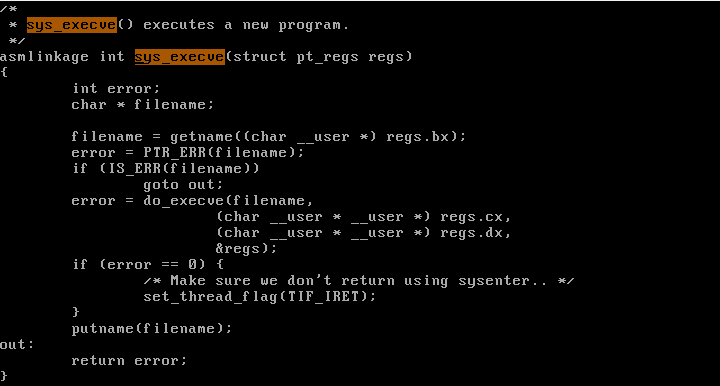 /*
 * sys_execve() executes a new program.
 */
asmlinkage int sys_execve(struct pt_regs regs)
{
        int error;
        char * filename;

        filename = getname((char __user *) regs.bx);
        error = PTR_ERR(filename);
        if (IS_ERR(filename))
                goto out;
        error = do_execve(filename,
                        (char __user * __user *) regs.cx,
                        (char __user * __user *) regs.dx,
                        &regs);
        if (error == 0) {
                /* Make sure we don't return using sysenter.. */
                set_thread_flag(TIF_IRET);
        }
        putname(filename);
out:
        return error;
}